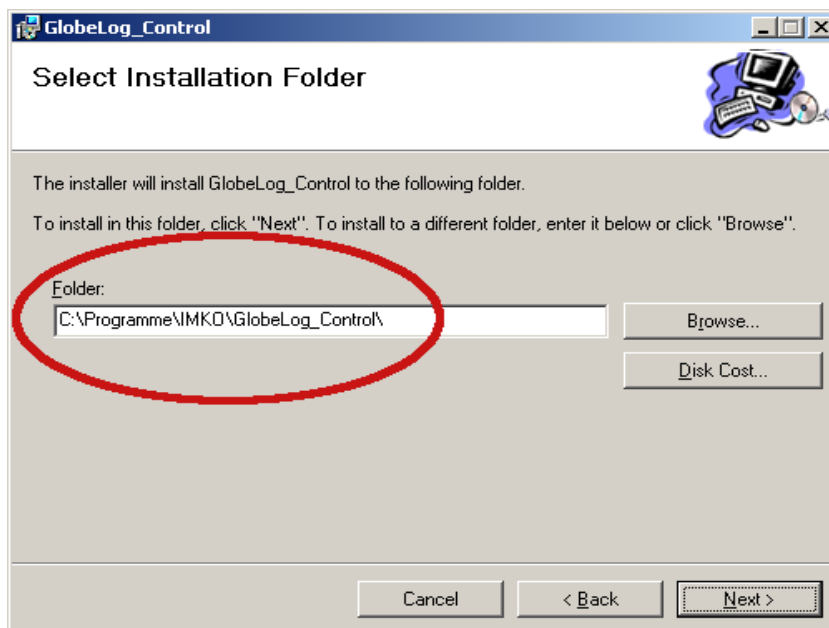 GlobeLog_Control
Select Installation Folder
The installer will install GlobeLog_Control to the following folder.
To install in this folder, click "Next". To install to a different folder, enter it below or click "Browse".
Folder:
C:\Programme\IMKO\GlobeLog_Control\
Browse...
Disk Cost...
Cancel
< Back
Next >